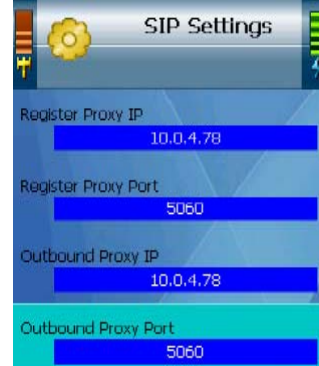 SIP Settings
Register Proxy IP
10.0.4.78
Register Proxy Port
5060
Outbound Proxy IP
10.0.4.78
Outbound Proxy Port
5060